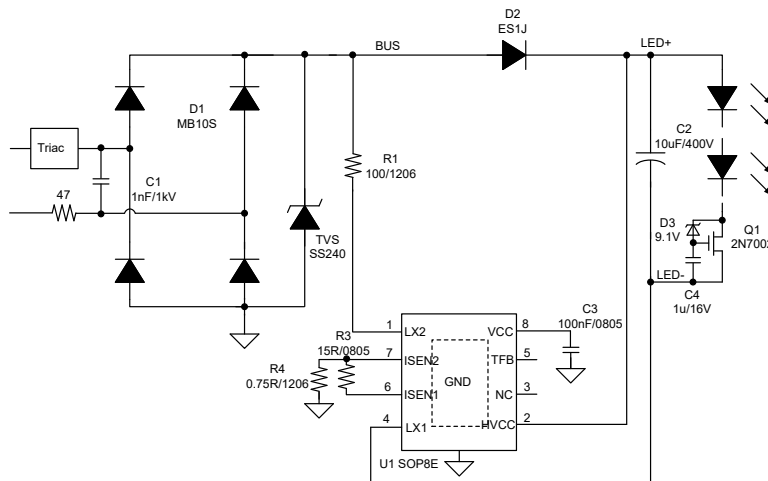 D2
ES1J
BUS
LED+
D1
MB10S
Triac
C1
1nF/1kV
47
R1
100/1206
C2
10uF/400V
TVS
SS240
D3
9.1V
Q1
LED-
C4
1u/16V
R3
15R/0805
R4
0.75R/1206
1
7
6
4
LX2
ISEN2
ISEN1
LX1
GND
VCC
TFB
NC
HVCC
8
5
3
2
C3
100nF/0805
U1 SOP8E